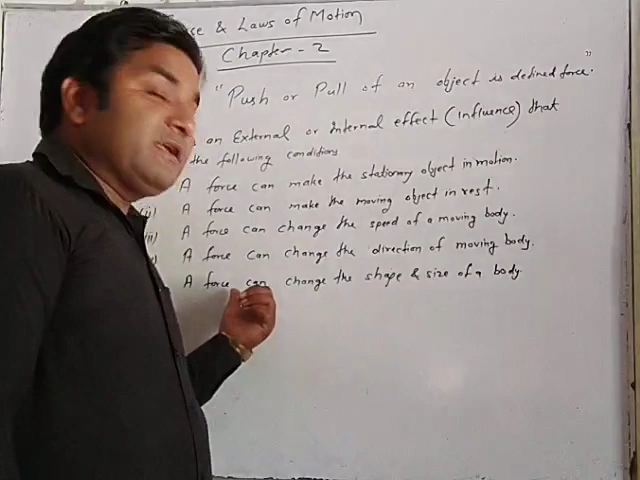 & Laws of Motion
Chapter - 2
"Push or Pull of an object is defined force."
an External or internal effect (influence) that
the following conditions
A force can make the stationary object in motion.
(ii) A force can make the moving object in rest.
A force can change the speed of a moving body.
A force can change the direction of moving body.
A force can change the shape & size of a body